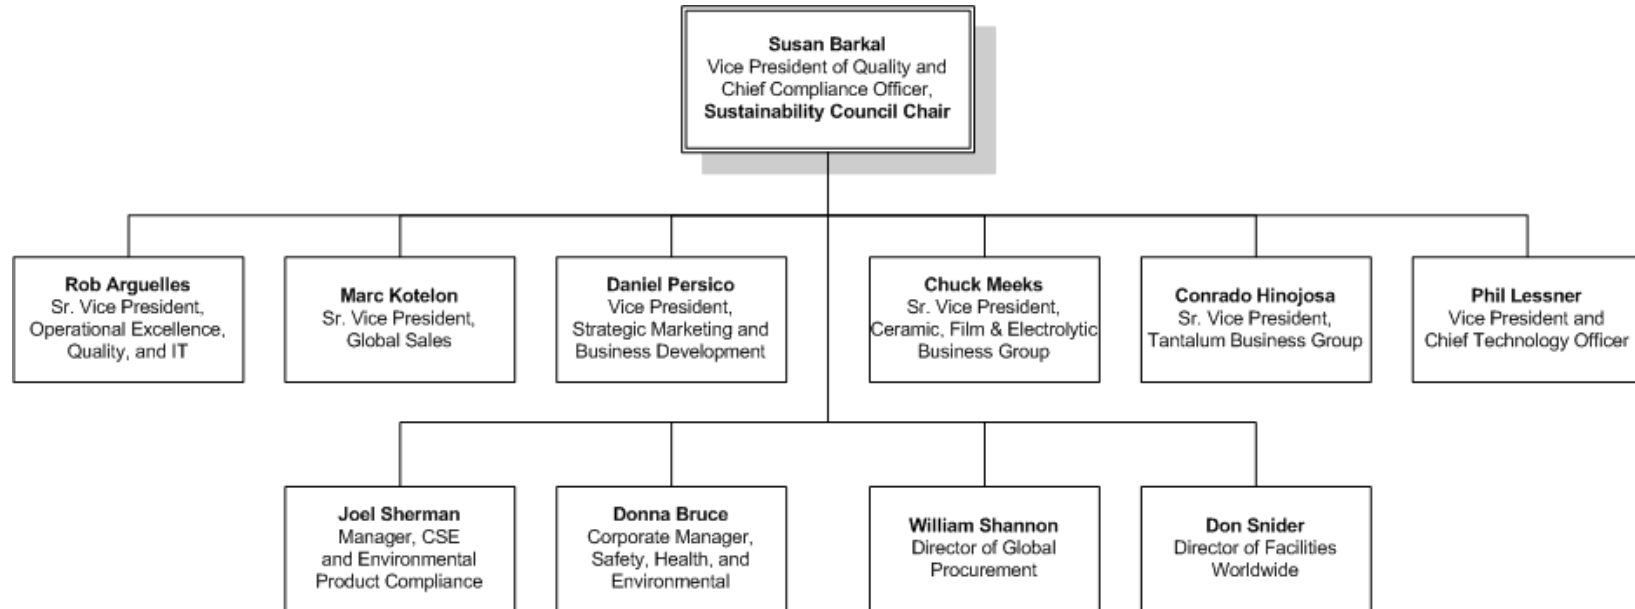 Susan Barkal
Vice President of Quality and
Chief Compliance Officer,
Sustainability Council Chair
Rob Arguelles
Sr. Vice President,
Operational Excellence,
Quality, and IT
Marc Kotelon
Sr. Vice President,
Global Sales
Daniel Persico
Vice President,
Strategic Marketing and
Business Development
Chuck Meeks
Sr. Vice President,
Ceramic, Film & Electrolytic
Business Group
Conrado Hinojosa
Sr. Vice President,
Tantalum Business Group
Phil Lessner
Vice President and
Chief Technology Officer
Joel Sherman
Manager, CSE
and Environmental
Product Compliance
Donna Bruce
Corporate Manager,
Safety, Health, and
Environmental
William Shannon
Director of Global
Procurement
Don Snider
Director of Facilities
Worldwide